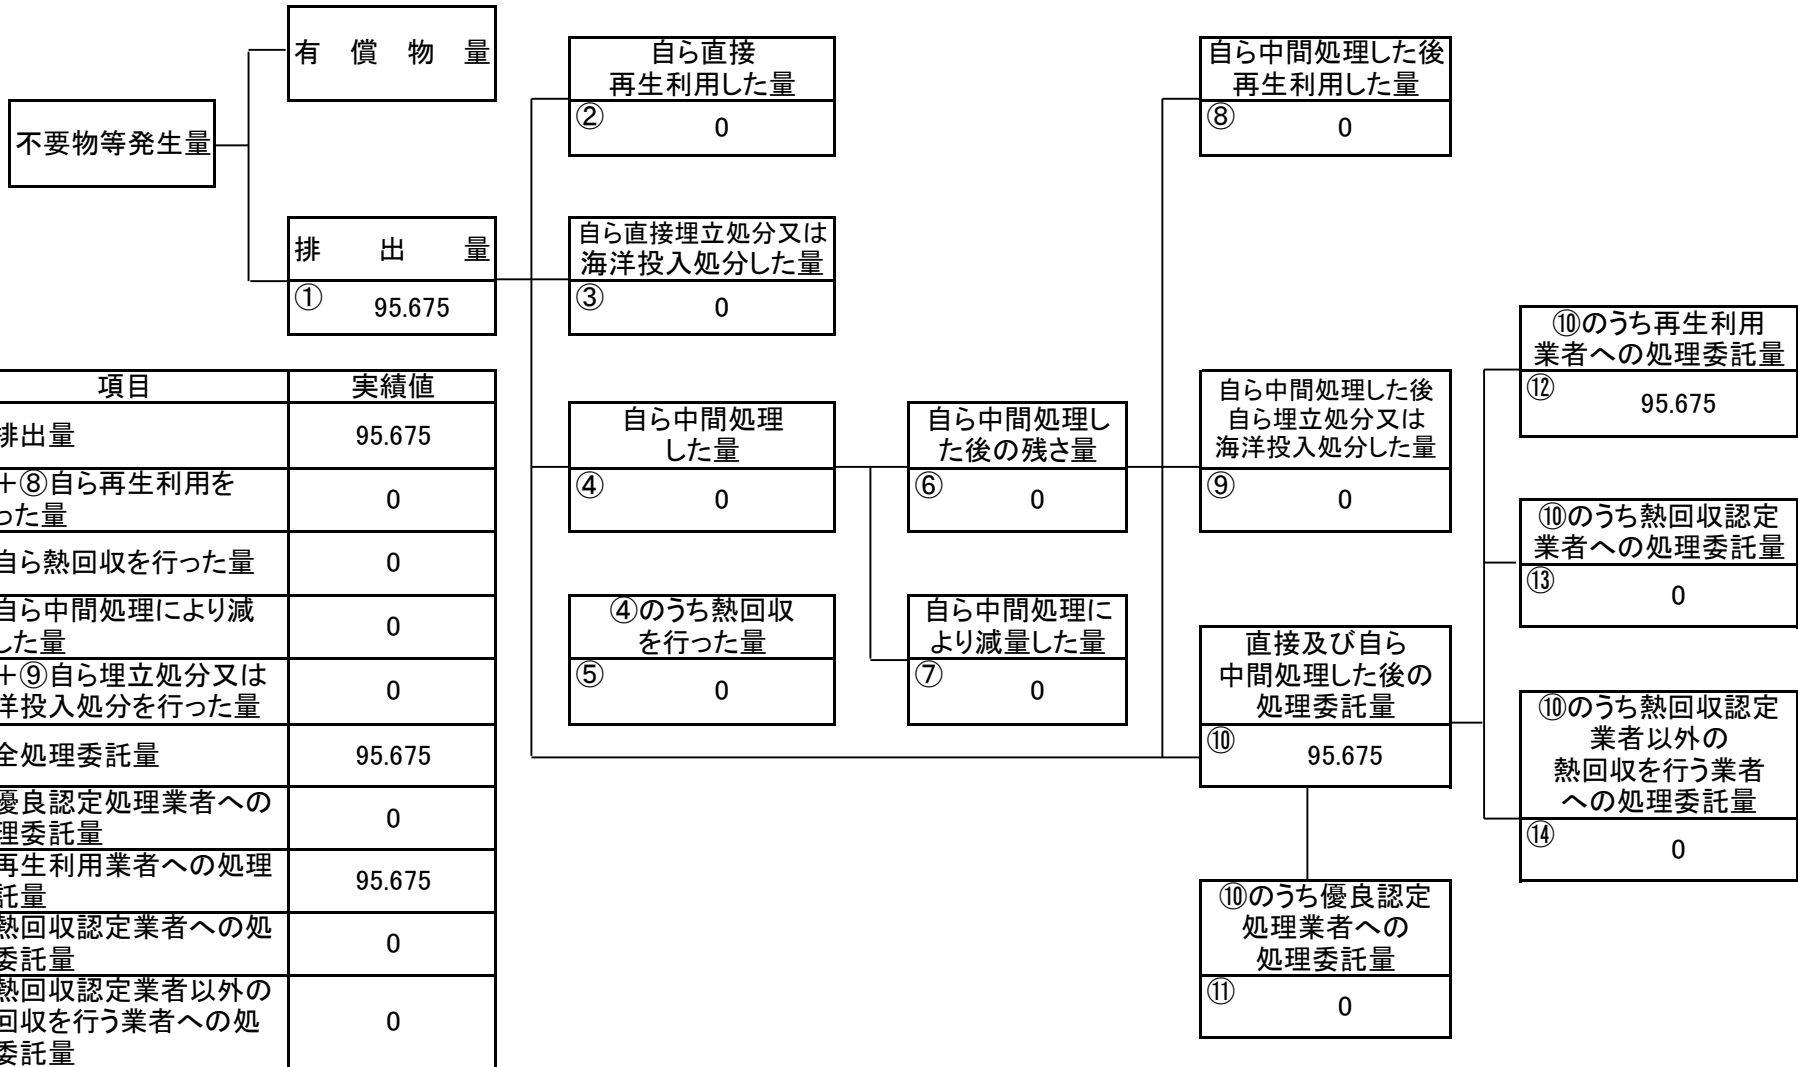 有償物量
不要物等発生量
排出量
①
95.675
自ら直接
再生利用した量
②
0
自ら直接埋立処分又は
海洋投入処分した量
③
0
自ら中間処理
した量
④
0
④のうち熱回収
を行った量
⑤
0
自ら中間処理し
た後の残さ量
⑥
0
自ら中間処理に
より減量した量
⑦
0
自ら中間処理した後
再生利用した量
⑧
0
自ら中間処理した後
自ら埋立処分又は
海洋投入処分した量
⑨
0
直接及び自ら
中間処理した後の
処理委託量
⑩
95.675
⑩のうち優良認定
処理業者への
処理委託量
⑪
0
⑩のうち再生利用
業者への処理委託量
⑫
95.675
⑩のうち熱回収認定
業者への処理委託量
⑬
0
⑩のうち熱回収認定
業者以外の
熱回収を行う業者
への処理委託量
⑭
0
項目
実績値
排出量
95.675
+⑧自ら再生利用を
った量
0
自ら熱回収を行った量
0
自ら中間処理により減
した量
0
+⑨自ら埋立処分又は
洋投入処分を行った量
0
全処理委託量
95.675
優良認定処理業者への
理委託量
0
再生利用業者への処理
託量
95.675
熱回収認定業者への処
委託量
0
熱回収認定業者以外の
回収を行う業者への処
委託量
0